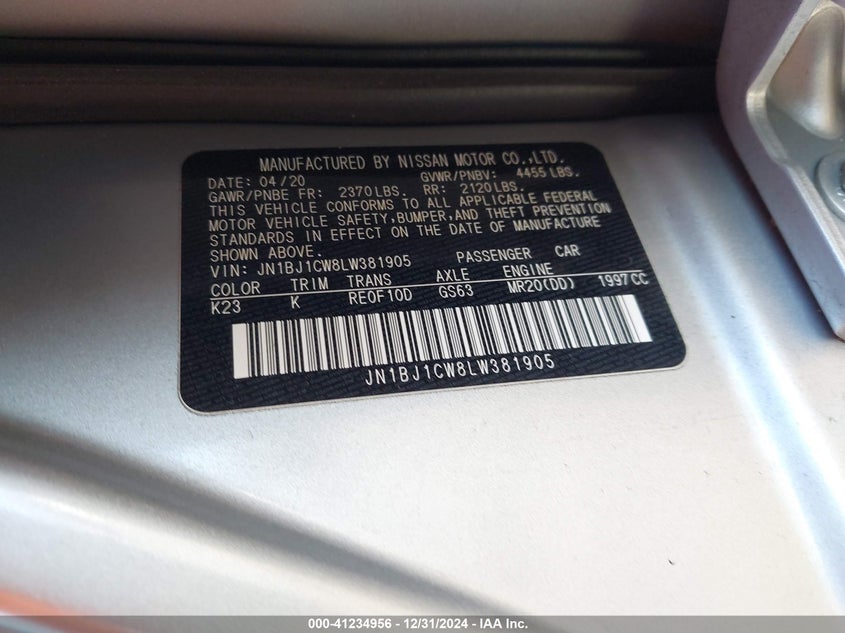 MANUFACTURED BY NISSAN MOTOR CO.,LTD.
DATE: 04/20 GVWR/PNBV: 4455 LBS.
GAWR/PNBE FR: 2370 LBS. RR: 2120 LBS.
THIS VEHICLE CONFORMS TO ALL APPLICABLE FEDERAL
MOTOR VEHICLE SAFETY, BUMPER, AND THEFT PREVENTION
STANDARDS IN EFFECT ON THE DATE OF MANUFACTURE
SHOWN ABOVE.
VIN: JN1BJ1CW8LW381905 PASSENGER CAR
COLOR TRIM TRANS AXLE ENGINE
K23 K RE0F10D GS63 MR20(DD) 1997 CC
JN1BJ1CW8LW381905
000-41234956 - 12/31/2024 - IAA Inc.